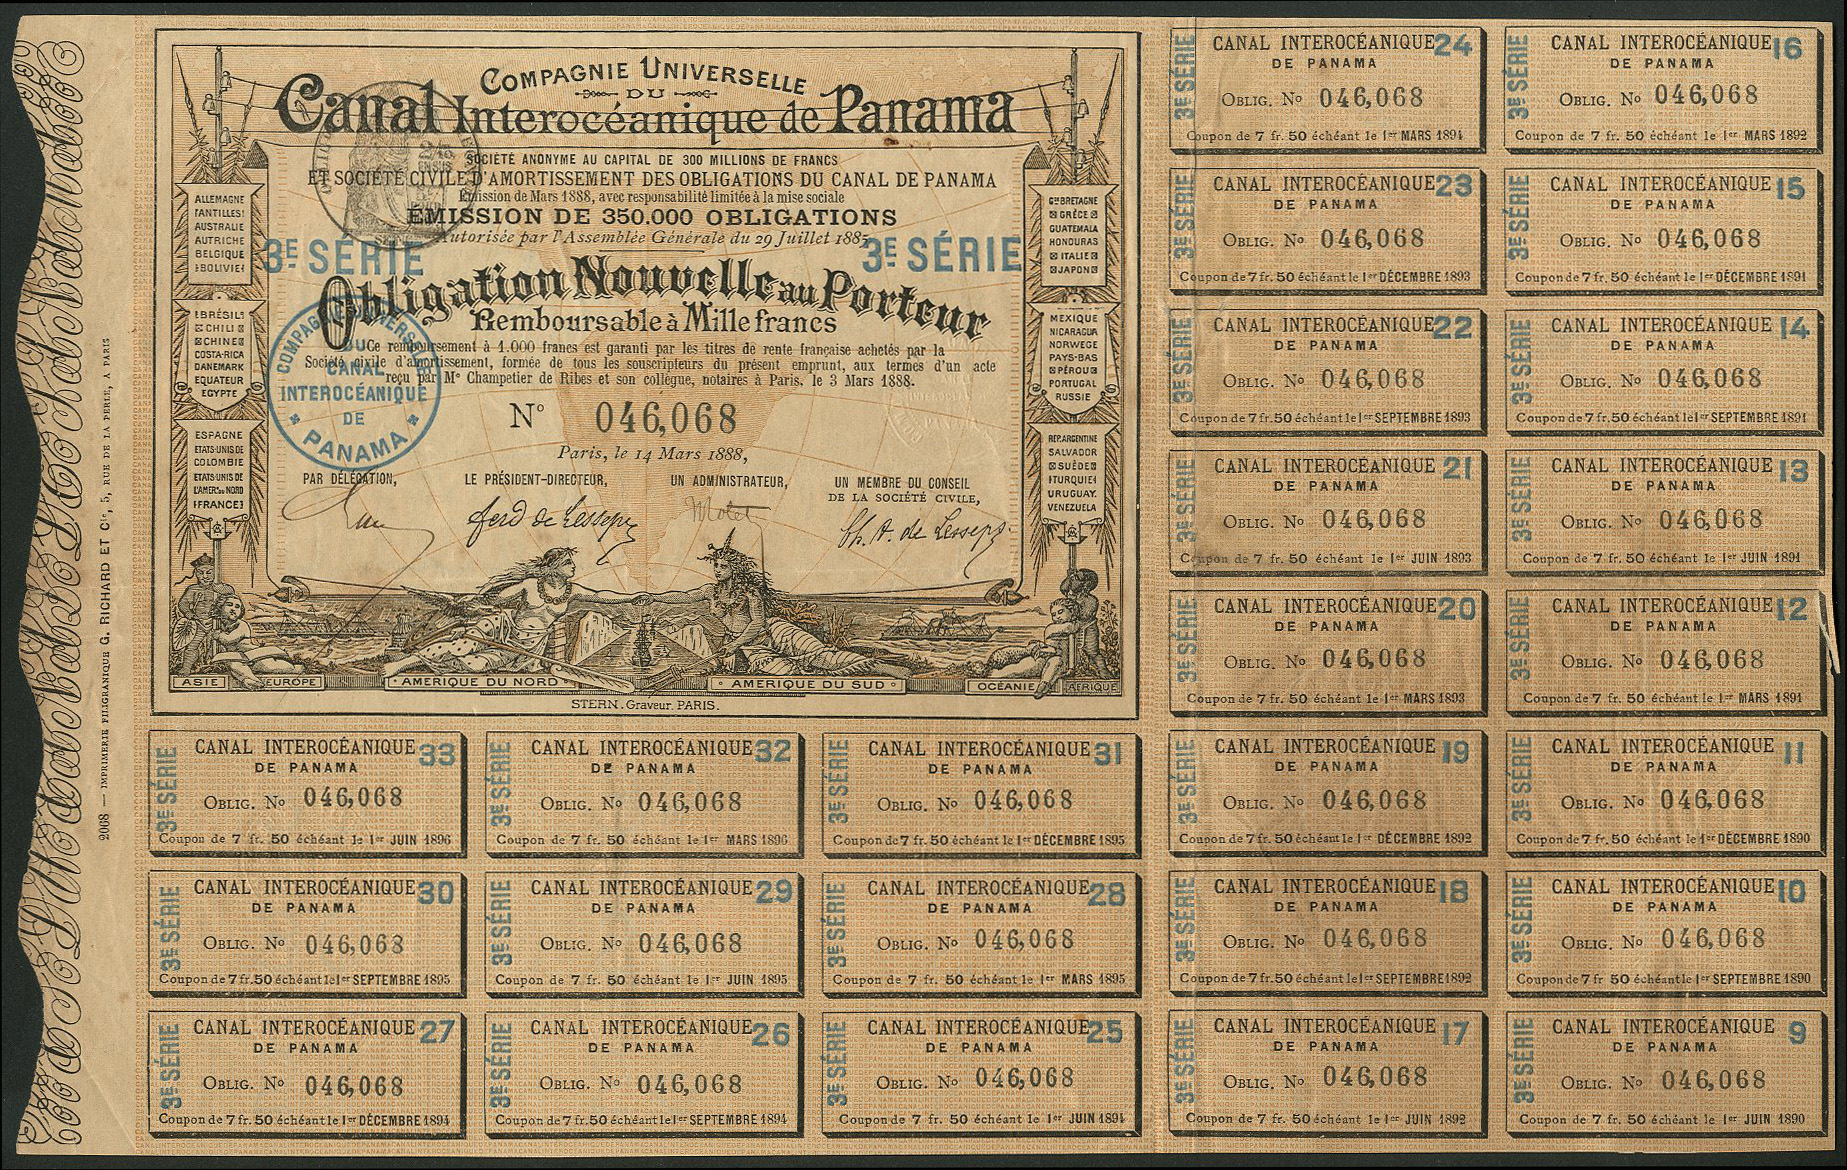 COMPAGNIE UNIVERSELLE
DU
Canal Interocéanique de Panama
SOCIÉTÉ ANONYME AU CAPITAL DE 300 MILLIONS DE FRANCS
ET SOCIÉTÉ CIVILE D'AMORTISSEMENT DES OBLIGATIONS DU CANAL DE PANAMA
Emission de Mars 1888, avec responsabilité limitée à la mise sociale
EMISSION DE 350.000 OBLIGATIONS
Autorisée par l'Assemblée Générale du 29 Juillet 188
3E SÉRIE
3E SÉRIE
Obligation Nouvelle au Porteur
Remboursable à Mille francs
Ce remboursement à 1.000 francs est garanti par les titres de rente française achetés par la
Société civile d'amortissement, formée de tous les souscripteurs du présent emprunt, aux termes d'un acte
reçu par Me Champetier de Ribes et son collègue, notaires à Paris, le 3 Mars 1888.
No 046,068
Paris, le 14 Mars 1888,
PAR DÉLÉGATION,
LE PRÉSIDENT-DIRECTEUR,
UN ADMINISTRATEUR,
UN MEMBRE DU CONSEIL
DE LA SOCIÉTÉ CIVILE,
Ferd de Lesseps
Ch. A. de Lesseps
COMPAGNIE UNIVERSELLE
DU
CANAL
INTEROCÉANIQUE
DE
PANAMA
ALLEMAGNE
ANTILLES
AUSTRALIE
AUTRICHE
BELGIQUE
BOLIVIE
BRÉSIL
CHILI
CHINE
COSTA-RICA
DANEMARK
EQUATEUR
EGYPTE
ESPAGNE
ETATS-UNIS DE
COLOMBIE
ETATS-UNIS DE
L'AMER. DU NORD
FRANCE
GDE BRETAGNE
GRÈCE
GUATEMALA
HONDURAS
ITALIE
JAPON
MEXIQUE
NICARAGUA
NORWEGE
PAYS-BAS
PÉROU
PORTUGAL
RUSSIE
REP. ARGENTINE
SALVADOR
SUÈDE
TURQUIE
URUGUAY
VENEZUELA
ASIE
EUROPE
AMERIQUE DU NORD
AMERIQUE DU SUD
OCÉANIE
AFRIQUE
STERN. Graveur. PARIS.
2068 — IMPRIMERIE FILIGRANIQUE G. RICHARD ET Cie, 5, RUE DE LA PERLE, A PARIS
3E SÉRIE
CANAL INTEROCÉANIQUE 24
DE PANAMA
OBLIG. No 046,068
Coupon de 7 fr. 50 échéant le 1er MARS 1894
3E SÉRIE
CANAL INTEROCÉANIQUE 16
DE PANAMA
OBLIG. No 046,068
Coupon de 7 fr. 50 échéant le 1er MARS 1892
3E SÉRIE
CANAL INTEROCÉANIQUE 23
DE PANAMA
OBLIG. No 046,068
Coupon de 7 fr. 50 échéant le 1er DÉCEMBRE 1893
3E SÉRIE
CANAL INTEROCÉANIQUE 15
DE PANAMA
OBLIG. No 046,068
Coupon de 7 fr. 50 échéant le 1er DÉCEMBRE 1891
3E SÉRIE
CANAL INTEROCÉANIQUE 22
DE PANAMA
OBLIG. No 046,068
Coupon de 7 fr. 50 échéant le 1er SEPTEMBRE 1893
3E SÉRIE
CANAL INTEROCÉANIQUE 14
DE PANAMA
OBLIG. No 046,068
Coupon de 7 fr. 50 échéant le 1er SEPTEMBRE 1891
3E SÉRIE
CANAL INTEROCÉANIQUE 21
DE PANAMA
OBLIG. No 046,068
Coupon de 7 fr. 50 échéant le 1er JUIN 1893
3E SÉRIE
CANAL INTEROCÉANIQUE 13
DE PANAMA
OBLIG. No 046,068
Coupon de 7 fr. 50 échéant le 1er JUIN 1891
3E SÉRIE
CANAL INTEROCÉANIQUE 20
DE PANAMA
OBLIG. No 046,068
Coupon de 7 fr. 50 échéant le 1er MARS 1893
3E SÉRIE
CANAL INTEROCÉANIQUE 12
DE PANAMA
OBLIG. No 046,068
Coupon de 7 fr. 50 échéant le 1er MARS 1891
3E SÉRIE
CANAL INTEROCÉANIQUE 33
DE PANAMA
OBLIG. No 046,068
Coupon de 7 fr. 50 échéant le 1er JUIN 1896
3E SÉRIE
CANAL INTEROCÉANIQUE 32
DE PANAMA
OBLIG. No 046,068
Coupon de 7 fr. 50 échéant le 1er MARS 1896
3E SÉRIE
CANAL INTEROCÉANIQUE 31
DE PANAMA
OBLIG. No 046,068
Coupon de 7 fr. 50 échéant le 1er DÉCEMBRE 1895
3E SÉRIE
CANAL INTEROCÉANIQUE 19
DE PANAMA
OBLIG. No 046,068
Coupon de 7 fr. 50 échéant le 1er DÉCEMBRE 1892
3E SÉRIE
CANAL INTEROCÉANIQUE 11
DE PANAMA
OBLIG. No 046,068
Coupon de 7 fr. 50 échéant le 1er DÉCEMBRE 1890
3E SÉRIE
CANAL INTEROCÉANIQUE 30
DE PANAMA
OBLIG. No 046,068
Coupon de 7 fr. 50 échéant le 1er SEPTEMBRE 1895
3E SÉRIE
CANAL INTEROCÉANIQUE 29
DE PANAMA
OBLIG. No 046,068
Coupon de 7 fr. 50 échéant le 1er JUIN 1895
3E SÉRIE
CANAL INTEROCÉANIQUE 28
DE PANAMA
OBLIG. No 046,068
Coupon de 7 fr. 50 échéant le 1er MARS 1895
3E SÉRIE
CANAL INTEROCÉANIQUE 18
DE PANAMA
OBLIG. No 046,068
Coupon de 7 fr. 50 échéant le 1er SEPTEMBRE 1892
3E SÉRIE
CANAL INTEROCÉANIQUE 10
DE PANAMA
OBLIG. No 046,068
Coupon de 7 fr 50 échéant le 1er SEPTEMBRE 1890
3E SÉRIE
CANAL INTEROCÉANIQUE 27
DE PANAMA
OBLIG. No 046,068
Coupon de 7 fr. 50 échéant le 1er DÉCEMBRE 1894
3E SÉRIE
CANAL INTEROCÉANIQUE 26
DE PANAMA
OBLIG. No 046,068
Coupon de 7 fr. 50 échéant le 1er SEPTEMBRE 1894
3E SÉRIE
CANAL INTEROCÉANIQUE 25
DE PANAMA
OBLIG. No 046,068
Coupon de 7 fr. 50 échéant le 1er JUIN 1894
3E SÉRIE
CANAL INTEROCÉANIQUE 17
DE PANAMA
OBLIG. No 046,068
Coupon de 7 fr. 50 échéant le 1er JUIN 1892
3E SÉRIE
CANAL INTEROCÉANIQUE 9
DE PANAMA
OBLIG. No 046,068
Coupon de 7 fr. 50 échéant le 1er JUIN 1890